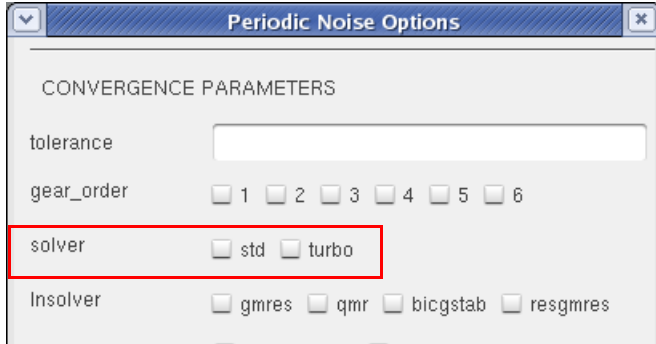 Periodic Noise Options
CONVERGENCE PARAMETERS
tolerance
gear_order 1 2 3 4 5 6
solver std turbo
lnsolver gmres qmr bicgstab resgmres